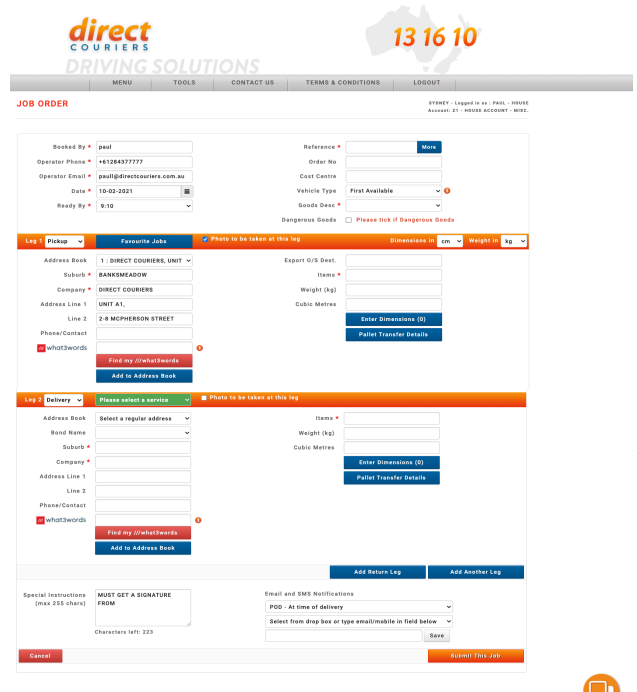 direct
COURIERS
DRIVING SOLUTIONS
13 16 10
MENU TOOLS CONTACT US TERMS & CONDITIONS LOGOUT
JOB ORDER
SYDNEY - Logged in as : PAUL - HOUSE
Account: 21 - HOUSE ACCOUNT - MISC.
Booked By * paul
Reference * More
Operator Phone * +61284377777
Order No
Operator Email * paull@directcouriers.com.au
Cost Centre
Date * 10-02-2021
Vehicle Type First Available
Ready By * 9:10
Goods Desc *
Dangerous Goods Please tick if Dangerous Goods
Leg 1 Pickup Favourite Jobs Photo to be taken at this leg Dimensions in cm Weight in kg
Address Book 1 : DIRECT COURIERS, UNIT
Export O/S Dest.
Suburb * BANKSMEADOW
Items *
Company * DIRECT COURIERS
Weight (kg)
Address Line 1 UNIT A1,
Cubic Metres
Line 2 2-8 MCPHERSON STREET
Enter Dimensions (0)
Phone/Contact
Pallet Transfer Details
/// what3words
Find my ///what3words
Add to Address Book
Leg 2 Delivery Please select a service Photo to be taken at this leg
Address Book Select a regular address
Items *
Bond Name
Weight (kg)
Suburb *
Cubic Metres
Company *
Enter Dimensions (0)
Address Line 1
Pallet Transfer Details
Line 2
Phone/Contact
/// what3words
Find my ///what3words
Add to Address Book
Add Return Leg Add Another Leg
Special Instructions
(max 255 chars)
MUST GET A SIGNATURE
FROM
Characters left: 223
Email and SMS Notifications
POD - At time of delivery
Select from drop box or type email/mobile in field below
Save
Cancel
Submit This Job